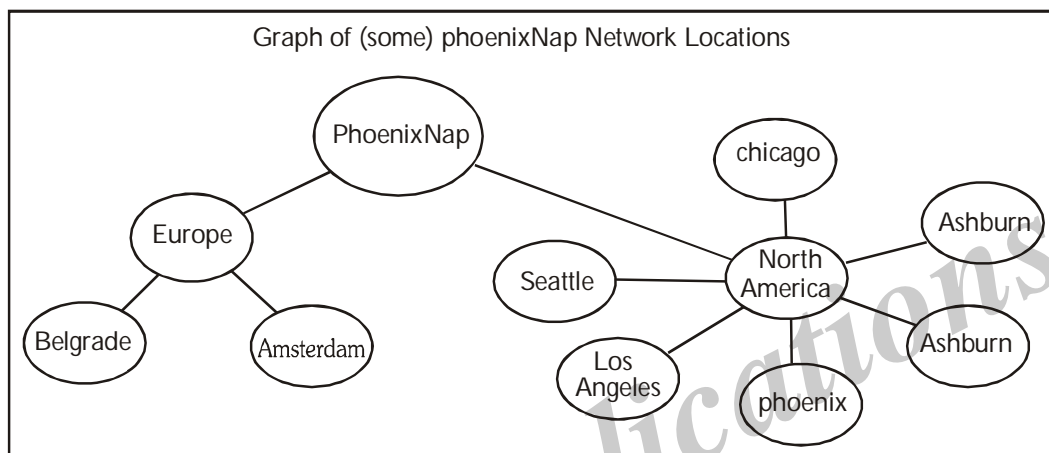 Graph of (some) phoenixNap Network Locations
PhoenixNap
chicago
Europe
Ashburn
North
America
Seattle
Belgrade
Amsterdam
Ashburn
Los
Angeles
phoenix
lications